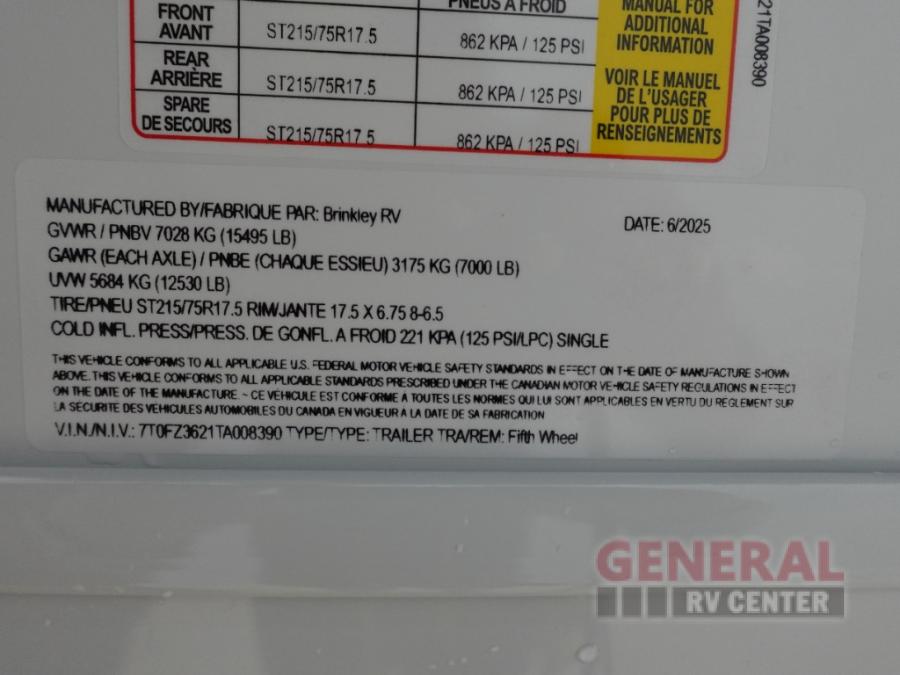 PNEUS A FROID
FRONT
AVANT
ST215/75R17.5
862 KPA / 125 PSI
REAR
ARRIÈRE
ST215/75R17.5
862 KPA / 125 PSI
SPARE
DE SECOURS
ST215/75R17.5
862 KPA / 125 PSI
MANUAL FOR
ADDITIONAL
INFORMATION
VOIR LE MANUEL
DE L'USAGER
POUR PLUS DE
RENSEIGNEMENTS
21TA008390
MANUFACTURED BY/FABRIQUE PAR: Brinkley RV
DATE: 6/2025
GVWR / PNBV 7028 KG (15495 LB)
GAWR (EACH AXLE) / PNBE (CHAQUE ESSIEU) 3175 KG (7000 LB)
UVW 5684 KG (12530 LB)
TIRE/PNEU ST215/75R17.5 RIM/JANTE 17.5 X 6.75 8-6.5
COLD INFL. PRESS/PRESS. DE GONFL. A FROID 221 KPA (125 PSI/LPC) SINGLE
THIS VEHICLE CONFORMS TO ALL APPLICABLE U.S. FEDERAL MOTOR VEHICLE SAFETY STANDARDS IN EFFECT ON THE DATE OF MANUFACTURE SHOWN
ABOVE. THIS VEHICLE CONFORMS TO ALL APPLICABLE STANDARDS PRESCRIBED UNDER THE CANADIAN MOTOR VEHICLE SAFETY REGULATIONS IN EFFECT
ON THE DATE OF THE MANUFACTURE. ~ CE VEHICULE EST CONFORME A TOUTES LES NORMES QUI LUI SONT APPLICABLES EN VERTU DU REGLEMENT SUR
LA SECURITE DES VEHICULES AUTOMOBILES DU CANADA EN VIGUEUR A LA DATE DE SA FABRICATION
V.I.N./N.I.V.: 7T0FZ3621TA008390 TYPE/TYPE: TRAILER TRA/REM: Fifth Wheel
GENERAL
RV CENTER